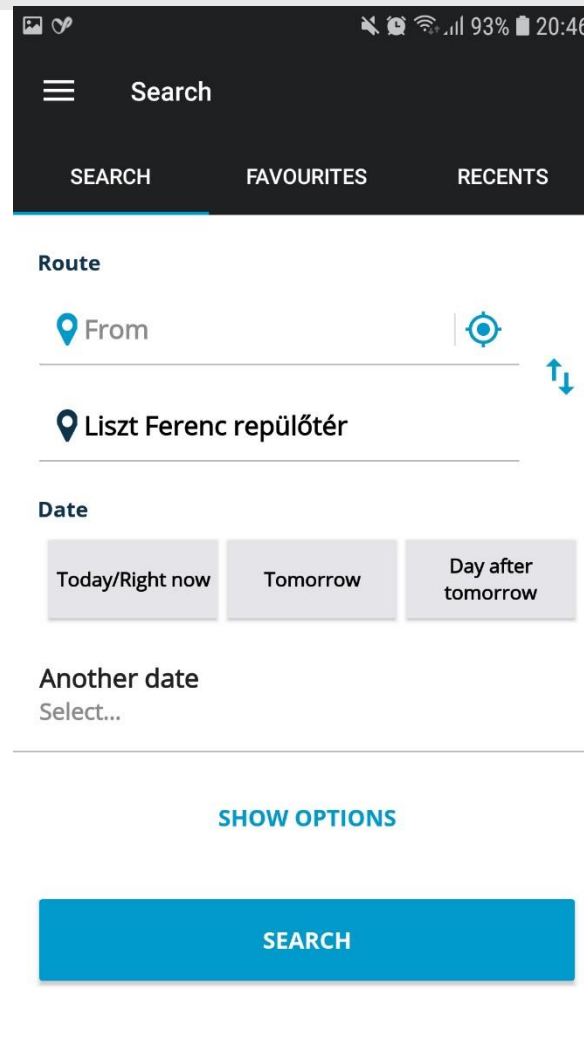 93% 20:46
Search
SEARCH FAVOURITES RECENTS
Route
From
Liszt Ferenc repülőtér
Date
Today/Right now Tomorrow Day after
tomorrow
Another date
Select...
SHOW OPTIONS
SEARCH